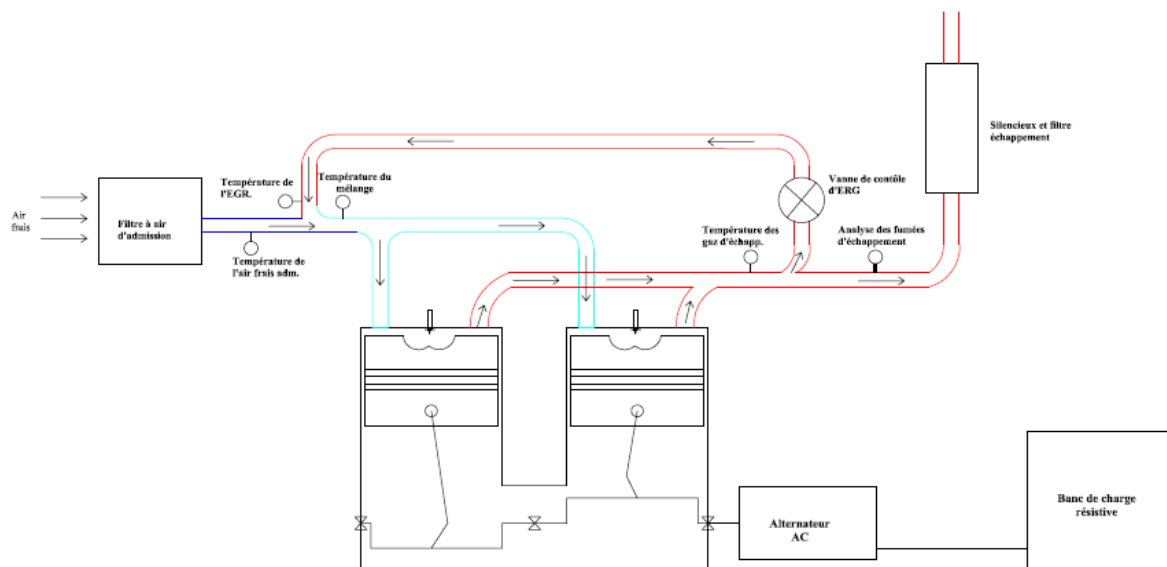 Silencieux et filtre
échappement
Température du
mélange
Température de
l'EGR.
Vanne de contôle
d'ERG
Air
frais
Filtre à air
d'admission
Température des
gaz d'échapp.
Analyse des fumées
d'échappement
Température de
l'air frais adm.
Banc de charge
résistive
Alternateur
AC